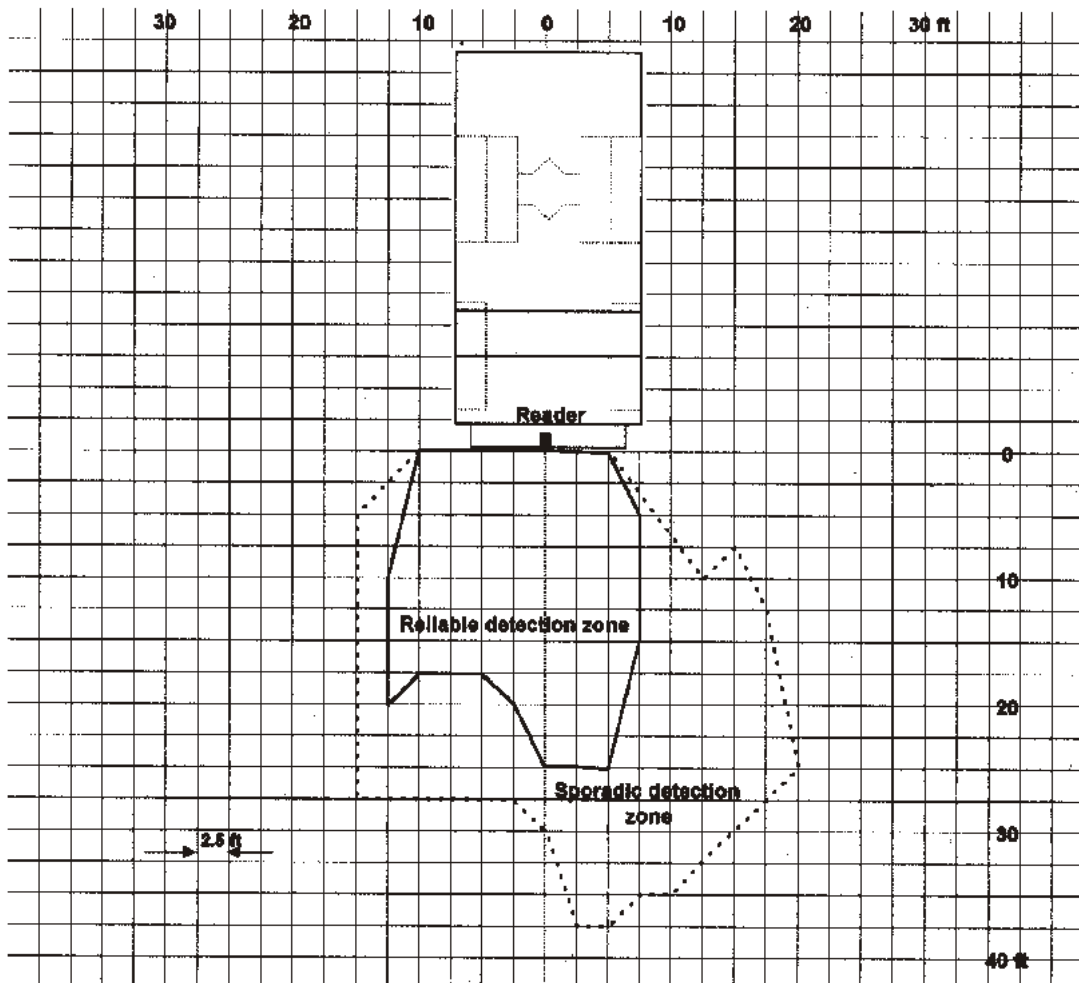 30 20 10 0 10 20 30 ft
Reader
0
10
Reliable detection zone
20
Sporadic detection
zone
30
2.5 ft
40 ft